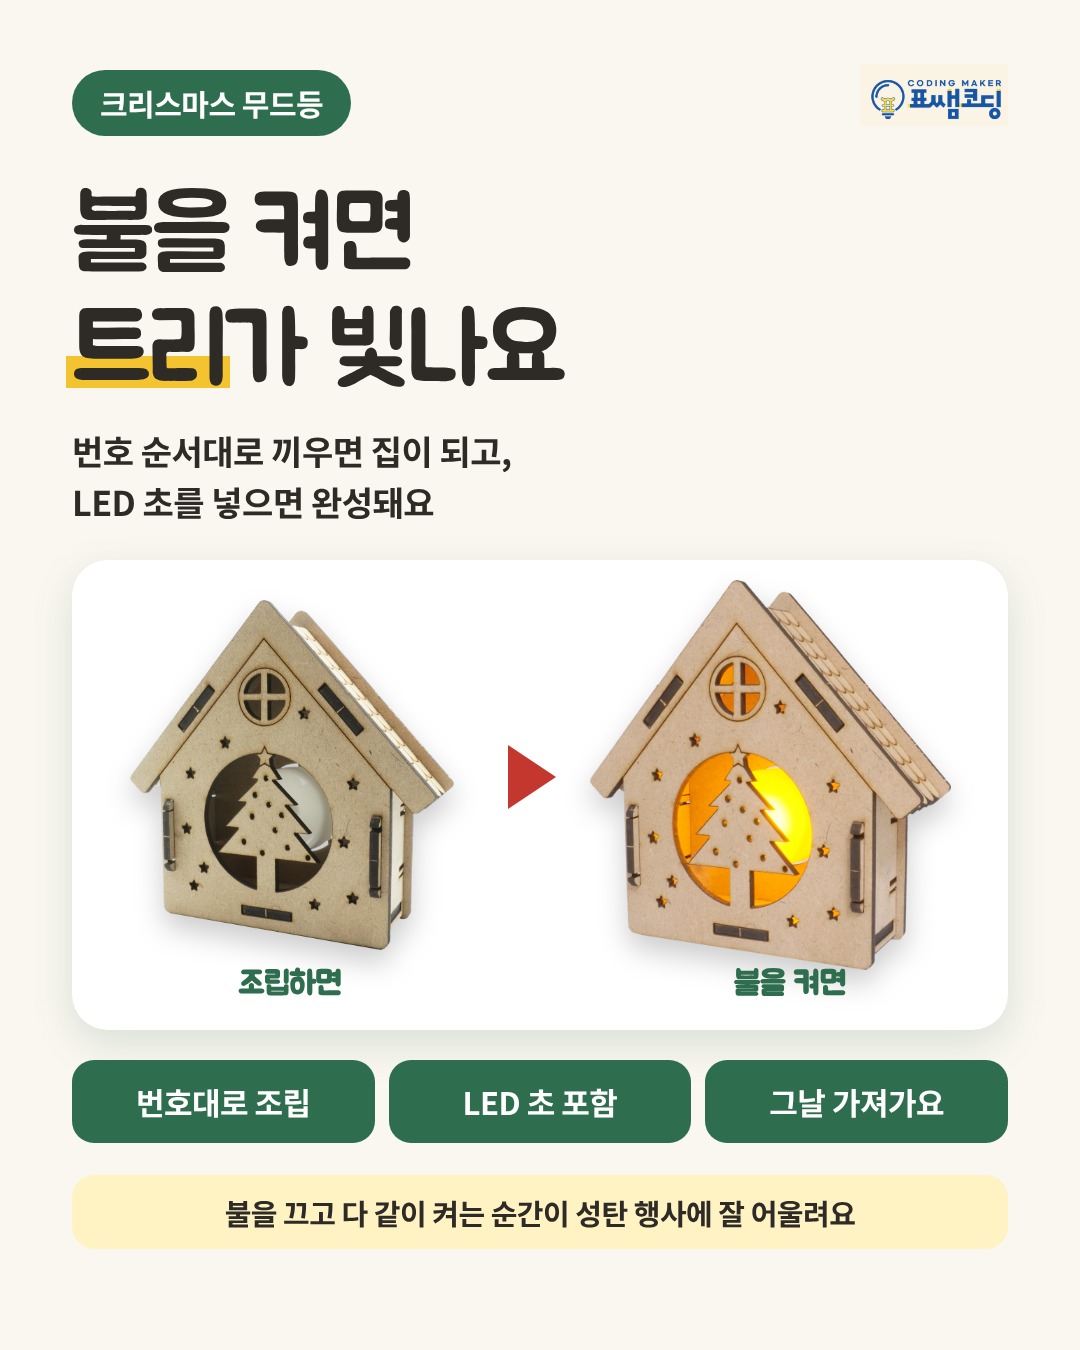 크리스마스 무드등
CODING MAKER
표쌤코딩
불을 켜면
트리가 빛나요
번호 순서대로 끼우면 집이 되고,
LED 초를 넣으면 완성돼요
조립하면
불을 켜면
번호대로 조립
LED 초 포함
그날 가져가요
불을 끄고 다 같이 켜는 순간이 성탄 행사에 잘 어울려요